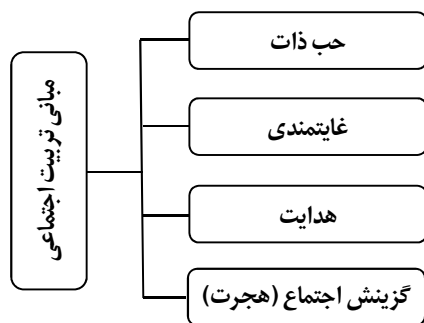 مبانی تربیت اجتماعی
حب ذات
غایتمندی
هدایت
گزینش اجتماع (هجرت)